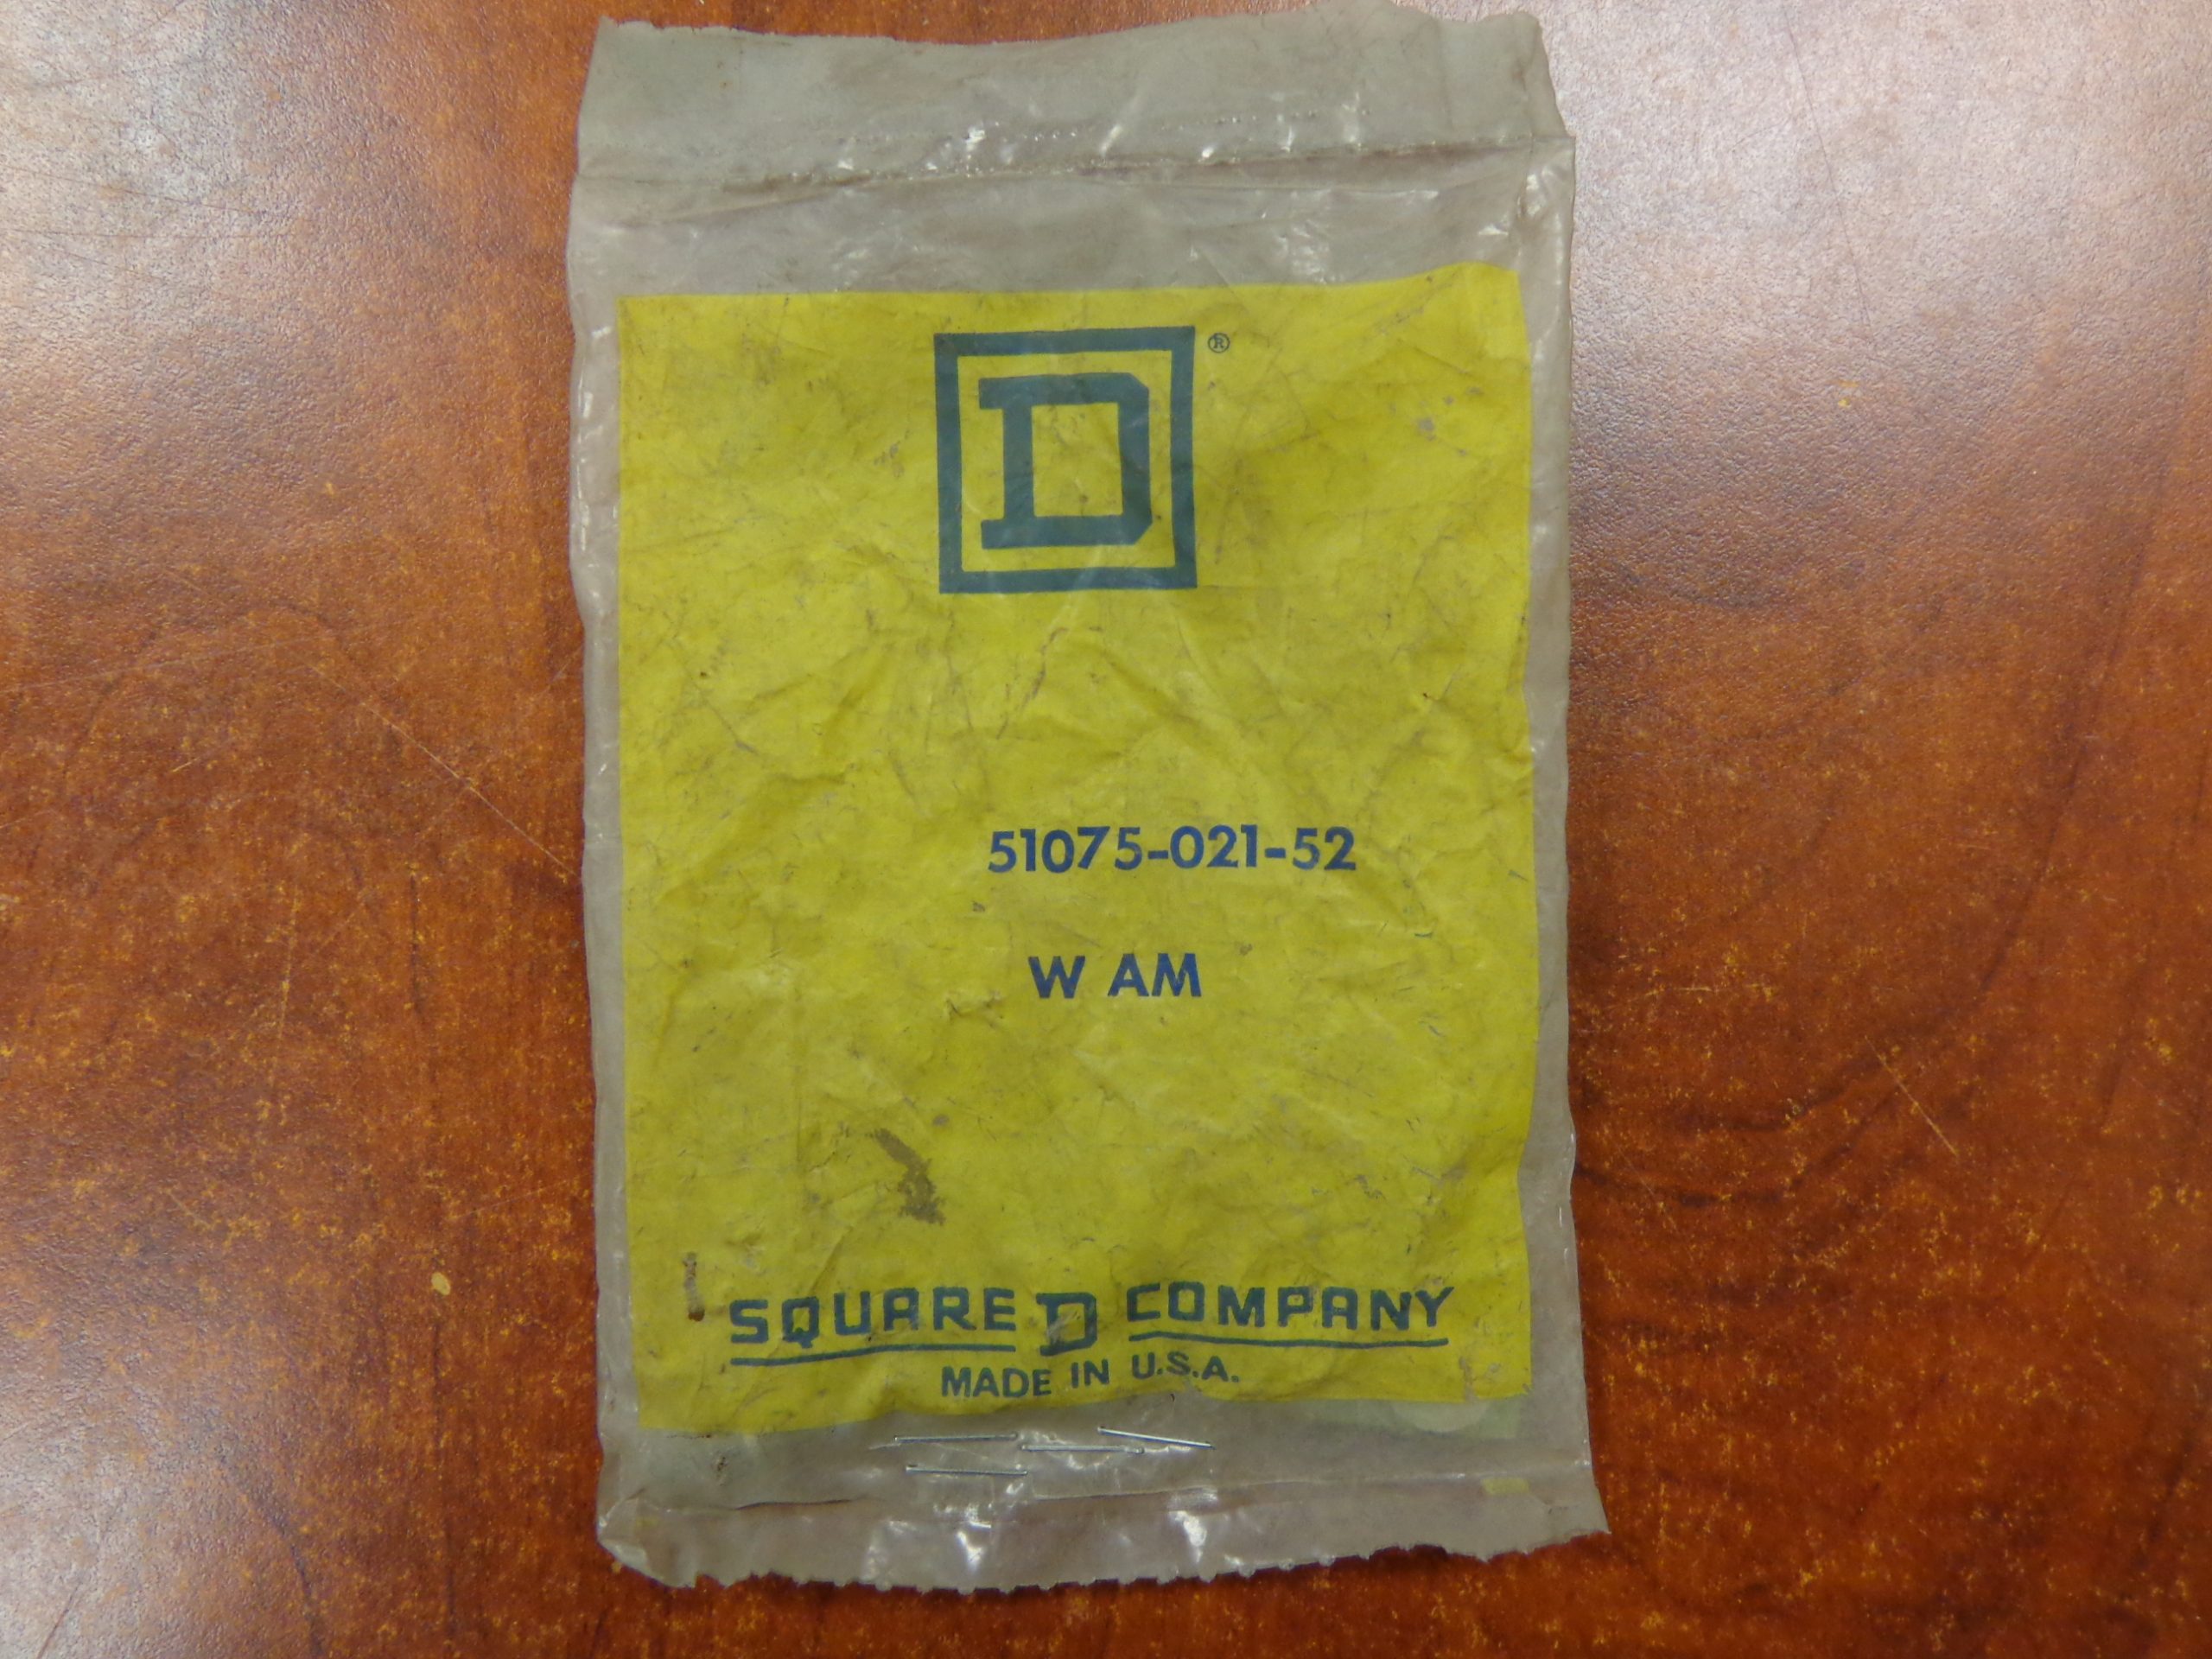 D®
51075-021-52
W AM
SQUARE D COMPANY
MADE IN U.S.A.